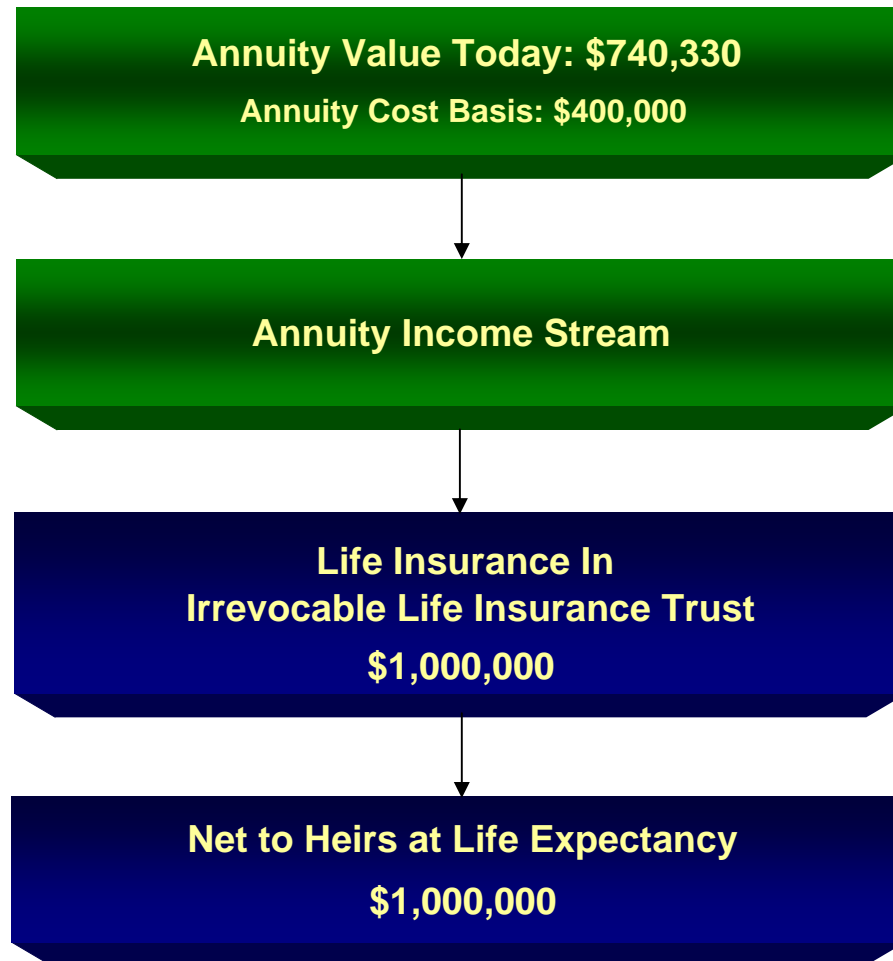 Annuity Value Today: $740,330
Annuity Cost Basis: $400,000
Annuity Income Stream
Life Insurance In
Irrevocable Life Insurance Trust
$1,000,000
Net to Heirs at Life Expectancy
$1,000,000